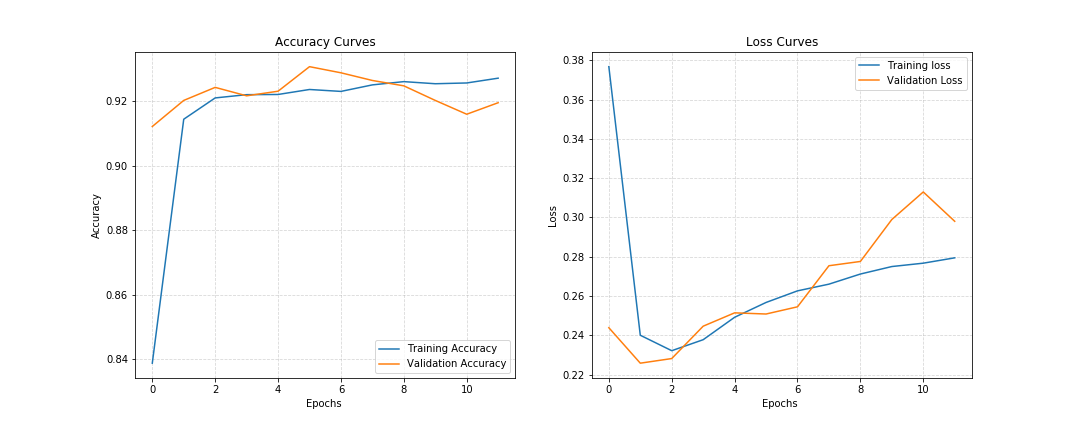 Accuracy Curves
0.92
0.90
0.88
0.86
0.84
Accuracy
0 2 4 6 8 10
Epochs
Training Accuracy
Validation Accuracy
Loss Curves
0.38
0.36
0.34
0.32
0.30
0.28
0.26
0.24
0.22
Loss
0 2 4 6 8 10
Epochs
Training loss
Validation Loss